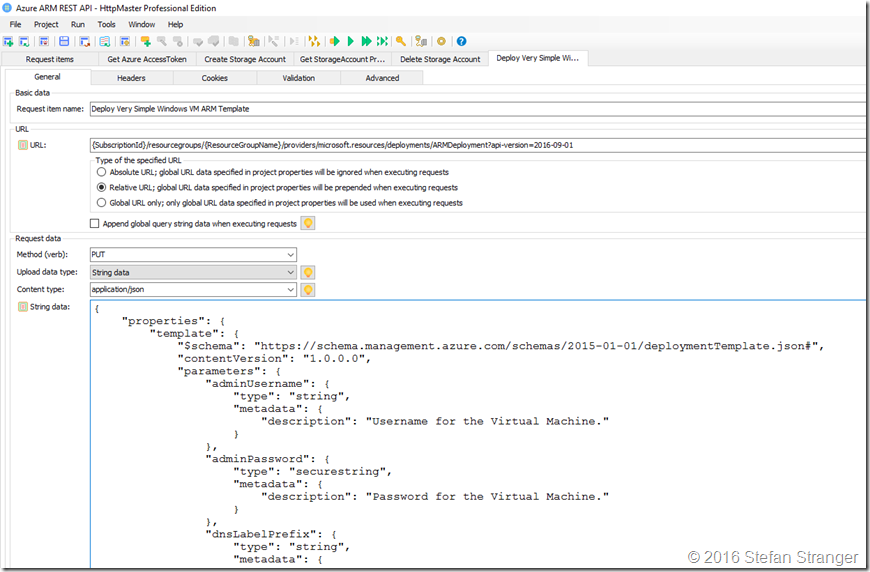 Azure ARM REST API - HttpMaster Professional Edition
File Project Run Tools Window Help
Request items Get Azure AccessToken Create Storage Account Get StorageAccount Pr... Delete Storage Account Deploy Very Simple Wi...
General Headers Cookies Validation Advanced
Basic data
Request item name: Deploy Very Simple Windows VM ARM Template
URL
URL: {SubscriptionId}/resourcegroups/{ResourceGroupName}/providers/microsoft.resources/deployments/ARMDeployment?api-version=2016-09-01
Type of the specified URL
Absolute URL; global URL data specified in project properties will be ignored when executing requests
Relative URL; global URL data specified in project properties will be prepended when executing requests
Global URL only; only global URL data specified in project properties will be used when executing requests
Append global query string data when executing requests
Request data
Method (verb): PUT
Upload data type: String data
Content type: application/json
String data: {
"properties": {
"template": {
"$schema": "https://schema.management.azure.com/schemas/2015-01-01/deploymentTemplate.json#",
"contentVersion": "1.0.0.0",
"parameters": {
"adminUsername": {
"type": "string",
"metadata": {
"description": "Username for the Virtual Machine."
}
},
"adminPassword": {
"type": "securestring",
"metadata": {
"description": "Password for the Virtual Machine."
}
},
"dnsLabelPrefix": {
"type": "string",
"metadata": {
© 2016 Stefan Stranger